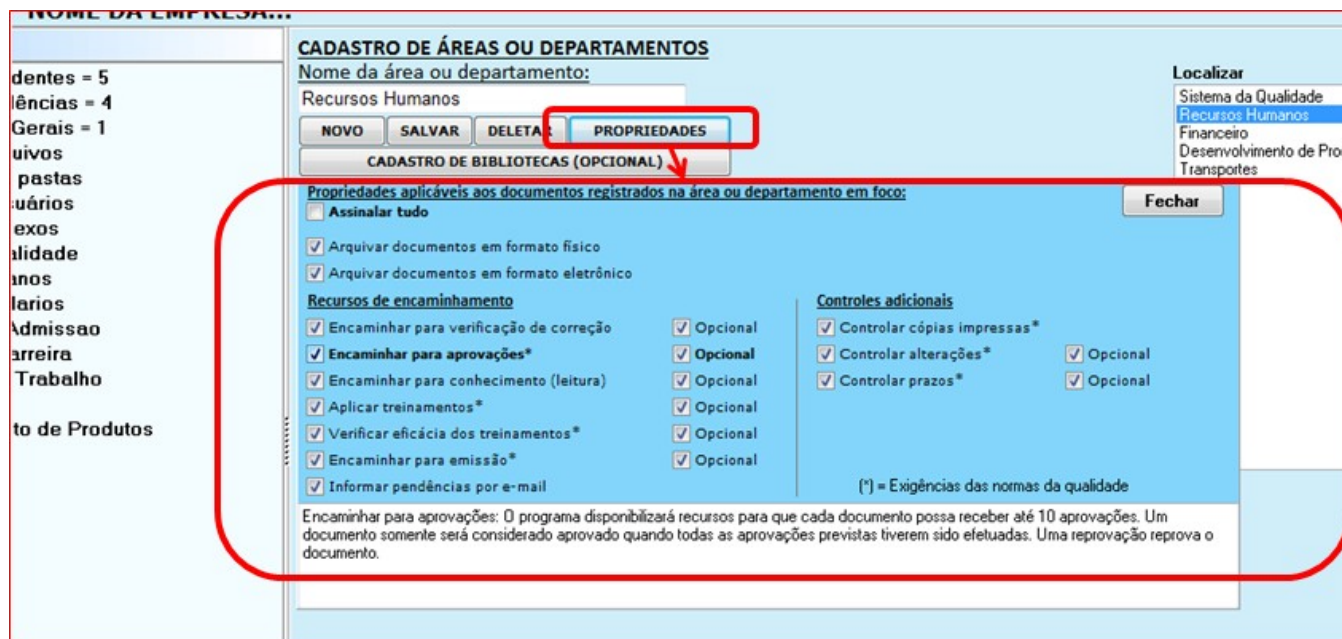 NOME DA EMPRESA...
dentes = 5
lências = 4
Gerais = 1
uivos
pastas
uários
exos
alidade
anos
larios
Admissao
arreira
Trabalho
to de Produtos
CADASTRO DE ÁREAS OU DEPARTAMENTOS
Nome da área ou departamento:
Recursos Humanos
NOVO SALVAR DELETAR PROPRIEDADES
CADASTRO DE BIBLIOTECAS (OPCIONAL)
Localizar
Sistema da Qualidade
Recursos Humanos
Financeiro
Desenvolvimento de Pro
Transportes
Propriedades aplicáveis aos documentos registrados na área ou departamento em foco:
Fechar
Assinalar tudo
Arquivar documentos em formato físico
Arquivar documentos em formato eletrônico
Recursos de encaminhamento
Encaminhar para verificação de correção Opcional
Encaminhar para aprovações* Opcional
Encaminhar para conhecimento (leitura) Opcional
Aplicar treinamentos* Opcional
Verificar eficácia dos treinamentos* Opcional
Encaminhar para emissão* Opcional
Informar pendências por e-mail
Controles adicionais
Controlar cópias impressas*
Controlar alterações* Opcional
Controlar prazos* Opcional
(*) = Exigências das normas da qualidade
Encaminhar para aprovações: O programa disponibilizará recursos para que cada documento possa receber até 10 aprovações. Um
documento somente será considerado aprovado quando todas as aprovações previstas tiverem sido efetuadas. Uma reprovação reprova o
documento.